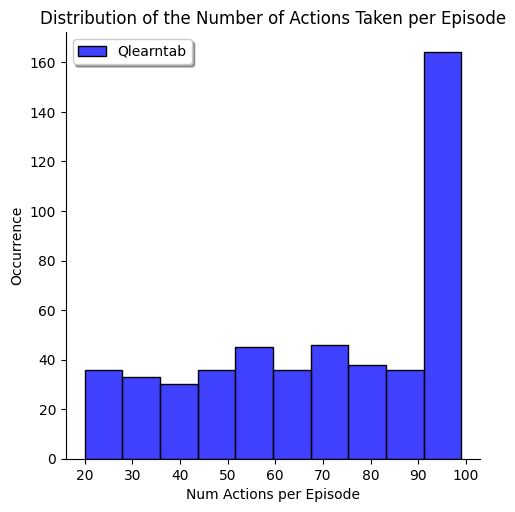 Distribution of the Number of Actions Taken per Episode
Qlearntab
160
140
120
100
80
60
40
20
0
Occurrence
20 30 40 50 60 70 80 90 100
Num Actions per Episode